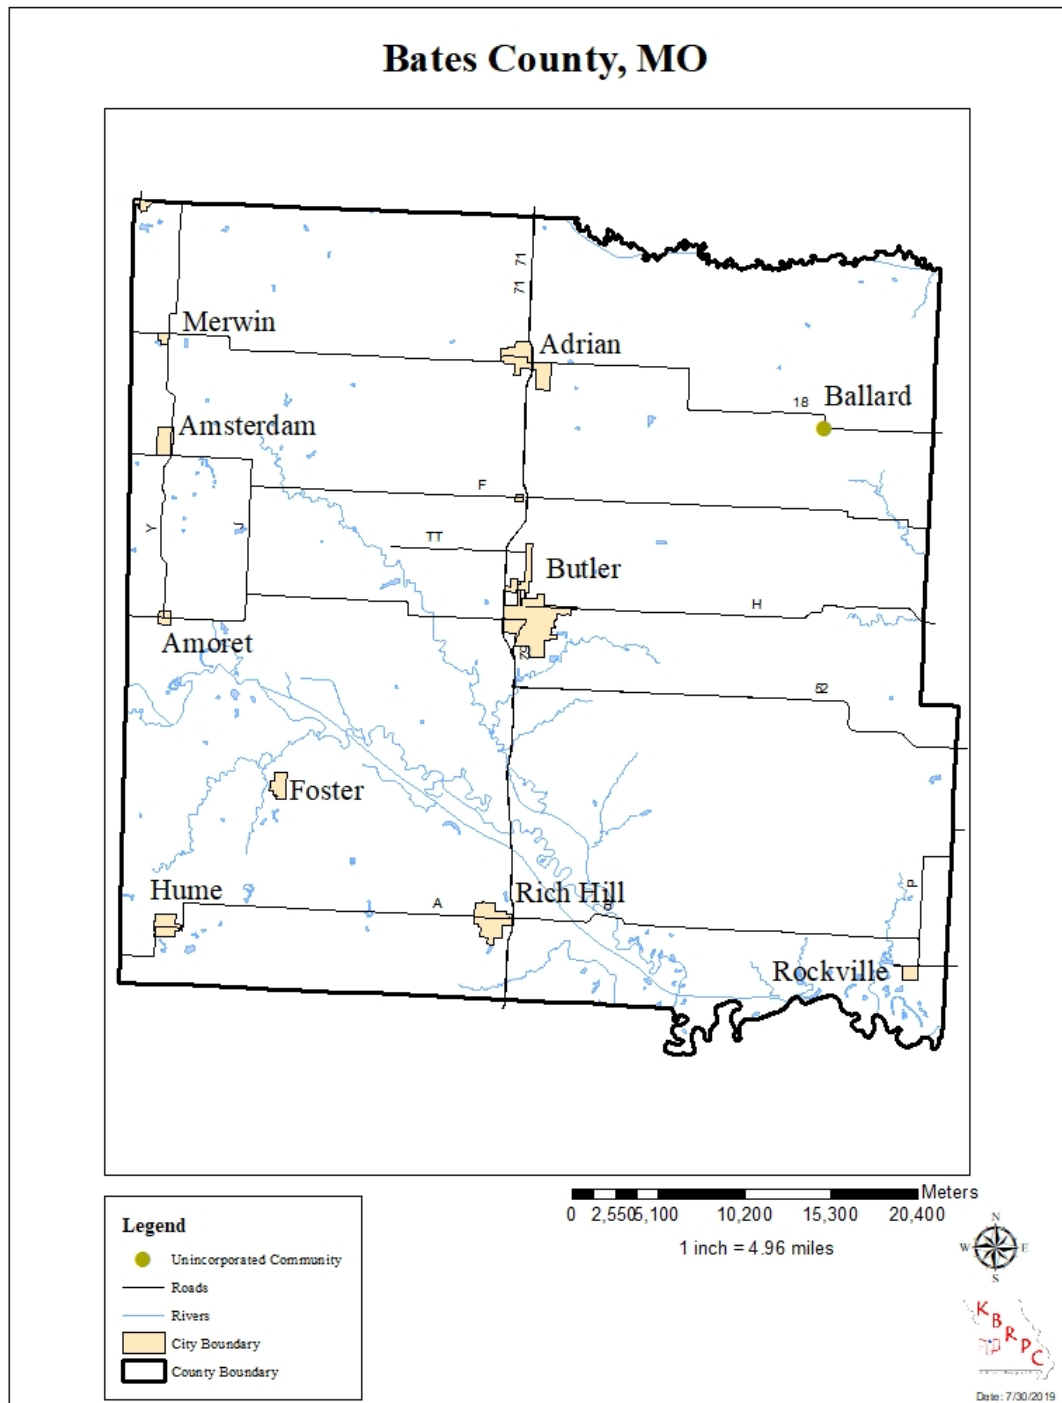 Bates County, MO
71
71
Merwin
Adrian
18
Ballard
Amsterdam
F
Y
J
TT
Butler
H
Amoret
52
Foster
Hume
A
Rich Hill
P
Rockville
Legend
Unincorporated Community
Roads
Rivers
City Boundary
County Boundary
Meters
0 2,550 5,100 10,200 15,300 20,400
1 inch = 4.96 miles
N
W E
S
K B R P C
Date: 7/30/2019